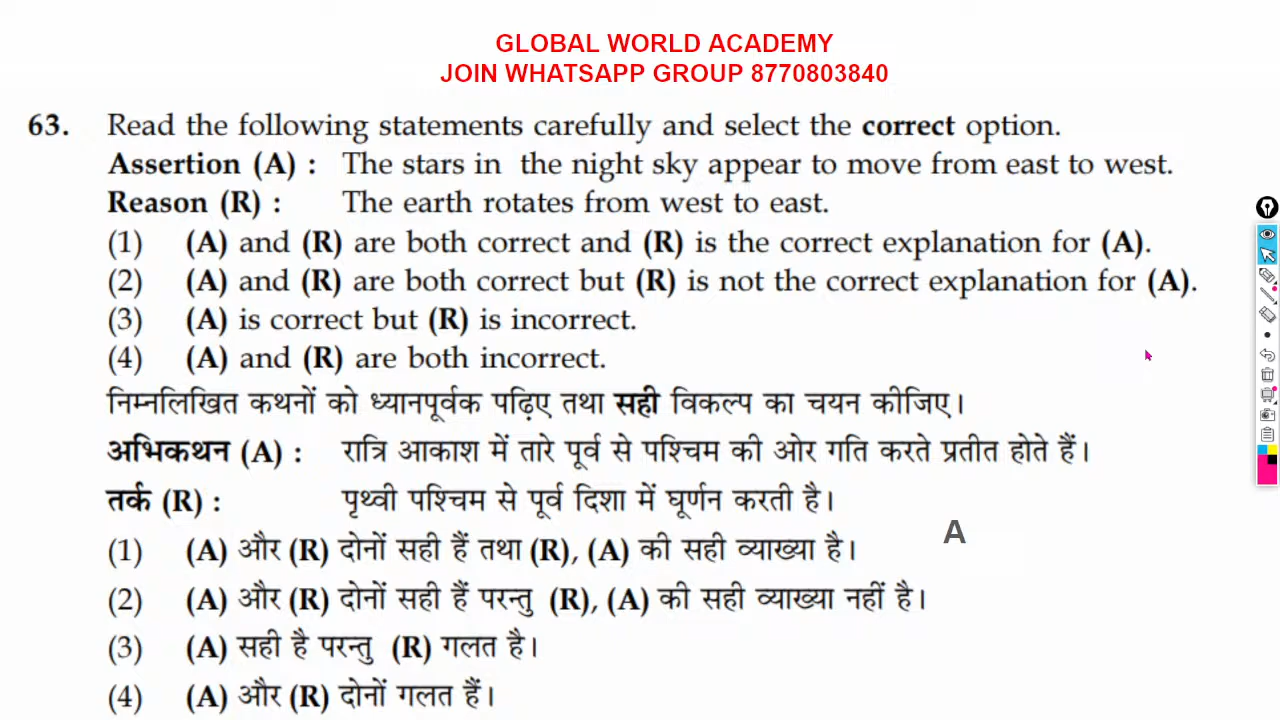 GLOBAL WORLD ACADEMY
JOIN WHATSAPP GROUP 8770803840
63. Read the following statements carefully and select the correct option.
Assertion (A) : The stars in the night sky appear to move from east to west.
Reason (R) : The earth rotates from west to east.
(1) (A) and (R) are both correct and (R) is the correct explanation for (A).
(2) (A) and (R) are both correct but (R) is not the correct explanation for (A).
(3) (A) is correct but (R) is incorrect.
(4) (A) and (R) are both incorrect.
निम्नलिखित कथनों को ध्यानपूर्वक पढ़िए तथा सही विकल्प का चयन कीजिए।
अभिकथन (A) : रात्रि आकाश में तारे पूर्व से पश्चिम की ओर गति करते प्रतीत होते हैं।
तर्क (R) : पृथ्वी पश्चिम से पूर्व दिशा में घूर्णन करती है।
A
(1) (A) और (R) दोनों सही हैं तथा (R), (A) की सही व्याख्या है।
(2) (A) और (R) दोनों सही हैं परन्तु (R), (A) की सही व्याख्या नहीं है।
(3) (A) सही है परन्तु (R) गलत है।
(4) (A) और (R) दोनों गलत हैं।